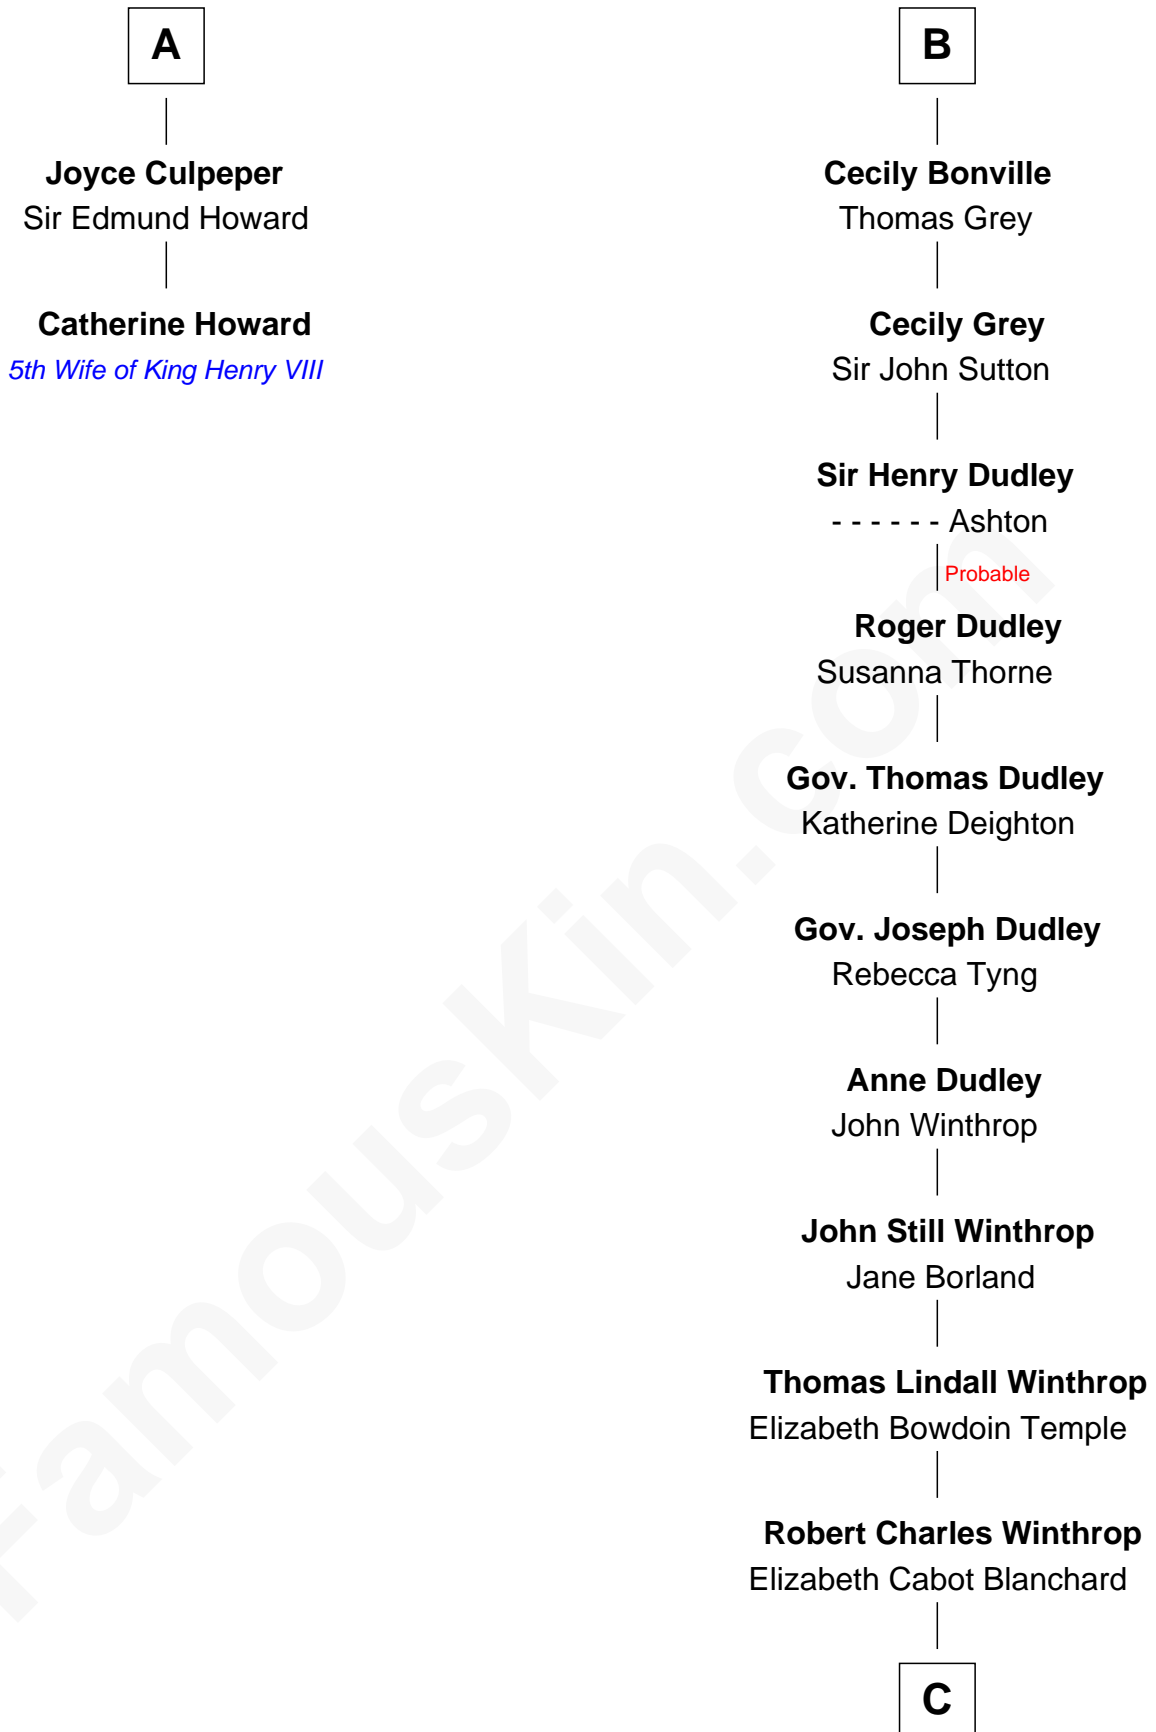 A
Joyce Culpeper
Sir Edmund Howard
Catherine Howard
5th Wife of King Henry VIII
B
Cecily Bonville
Thomas Grey
Cecily Grey
Sir John Sutton
Sir Henry Dudley
- - - - - - Ashton
Probable
Roger Dudley
Susanna Thorne
Gov. Thomas Dudley
Katherine Deighton
Gov. Joseph Dudley
Rebecca Tyng
Anne Dudley
John Winthrop
John Still Winthrop
Jane Borland
Thomas Lindall Winthrop
Elizabeth Bowdoin Temple
Robert Charles Winthrop
Elizabeth Cabot Blanchard
C
FamousKin.com